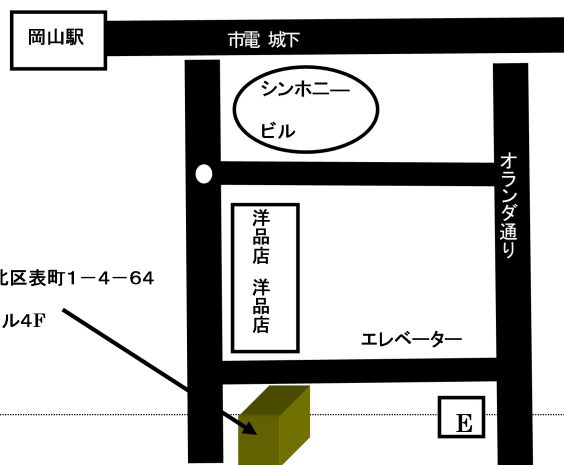 岡山駅
市電 城下
シンホニー
ビル
オランダ通り
洋品店 洋品店
北区表町1-4-64
ル4F
エレベーター
E